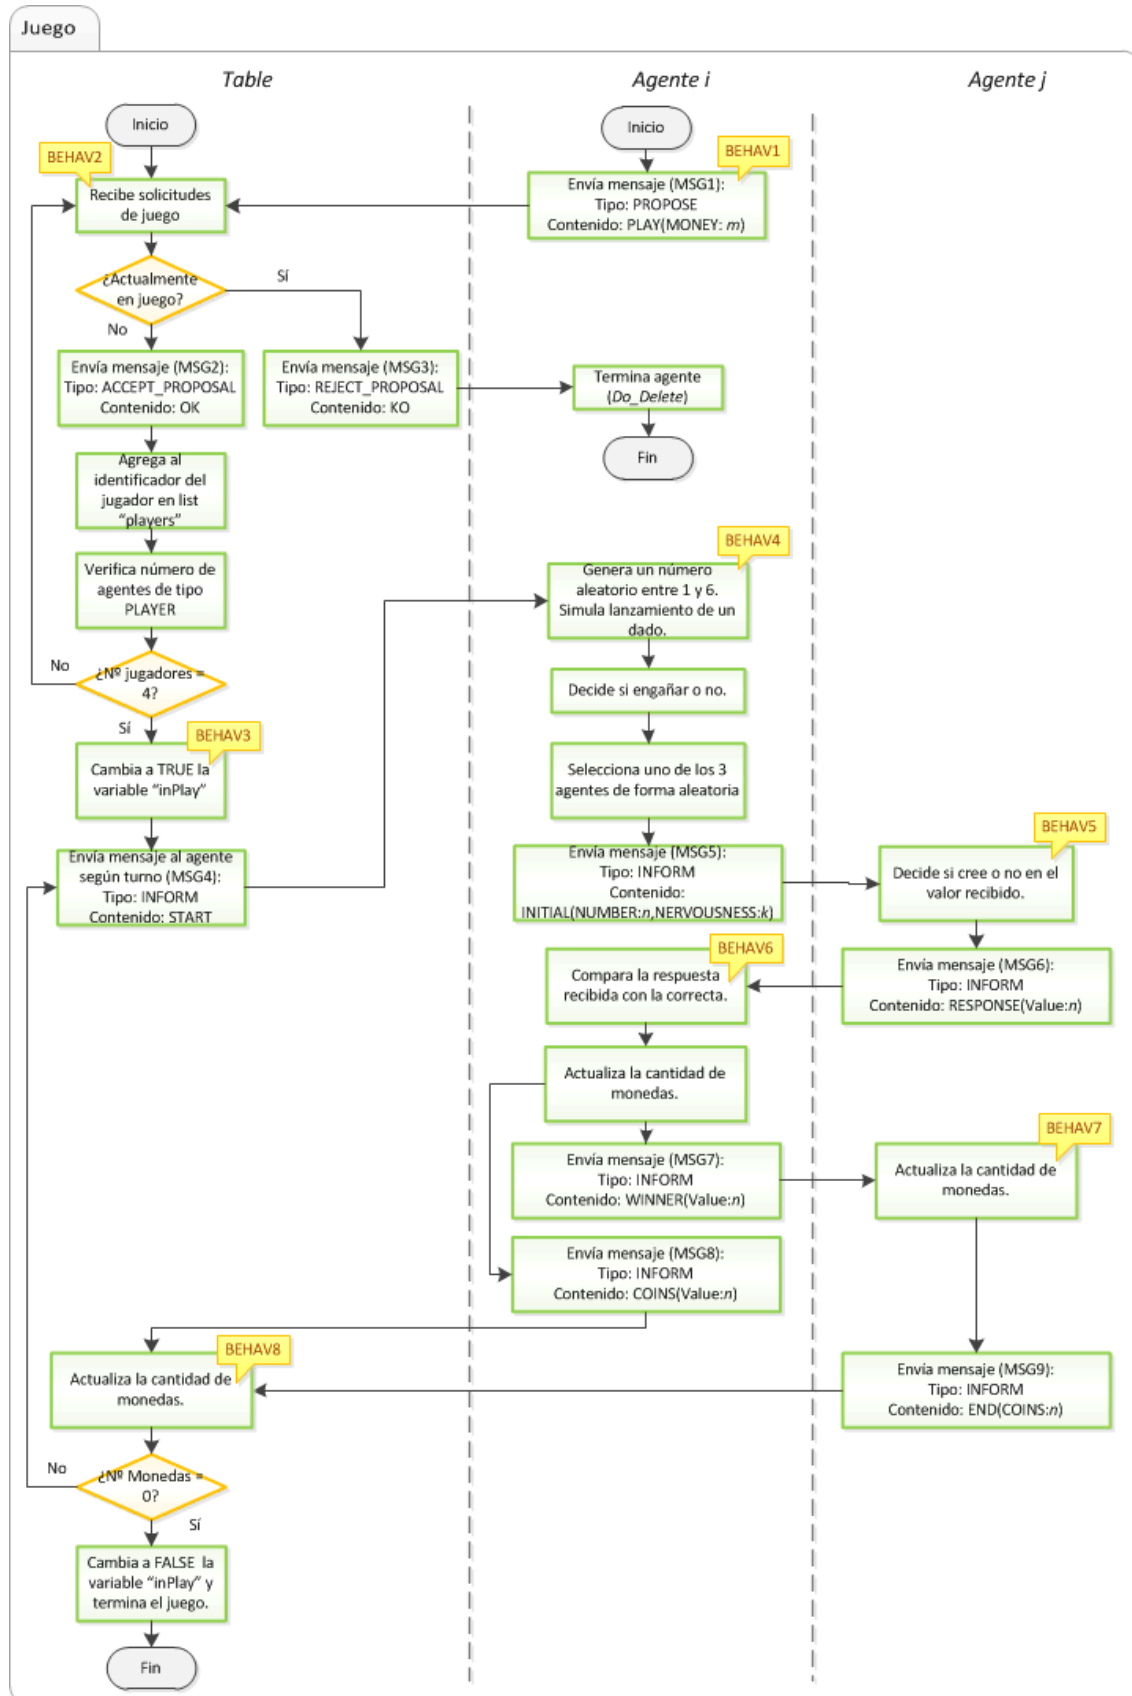 Juego
Table
Agente i
Agente j
Inicio
Inicio
BEHAV2
BEHAV1
Recibe solicitudes
de juego
Envía mensaje (MSG1):
Tipo: PROPOSE
Contenido: PLAY(MONEY: m)
¿Actualmente
en juego?
Sí
No
Envía mensaje (MSG2):
Tipo: ACCEPT_PROPOSAL
Contenido: OK
Envía mensaje (MSG3):
Tipo: REJECT_PROPOSAL
Contenido: KO
Termina agente
(Do_Delete)
Fin
Agrega al
identificador del
jugador en list
“players”
Verifica número de
agentes de tipo
PLAYER
BEHAV4
Genera un número
aleatorio entre 1 y 6.
Simula lanzamiento de un
dado.
No
¿Nº jugadores =
4?
Sí
Decide si engañar o no.
BEHAV3
Cambia a TRUE la
variable “inPlay”
Selecciona uno de los 3
agentes de forma aleatoria
Envía mensaje al agente
según turno (MSG4):
Tipo: INFORM
Contenido: START
Envía mensaje (MSG5):
Tipo: INFORM
Contenido:
INITIAL(NUMBER:n,NERVOUSNESS:k)
BEHAV5
Decide si cree o no en el
valor recibido.
BEHAV6
Compara la respuesta
recibida con la correcta.
Envía mensaje (MSG6):
Tipo: INFORM
Contenido: RESPONSE(Value:n)
Actualiza la cantidad de
monedas.
Envía mensaje (MSG7):
Tipo: INFORM
Contenido: WINNER(Value:n)
BEHAV7
Actualiza la cantidad de
monedas.
Envía mensaje (MSG8):
Tipo: INFORM
Contenido: COINS(Value:n)
BEHAV8
Actualiza la cantidad de
monedas.
Envía mensaje (MSG9):
Tipo: INFORM
Contenido: END(COINS:n)
No
¿Nº Monedas =
0?
Sí
Cambia a FALSE la
variable “inPlay” y
termina el juego.
Fin